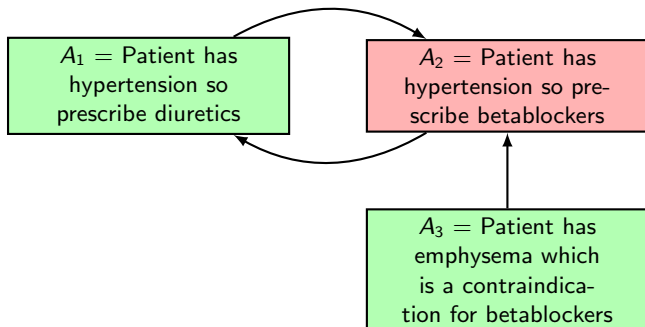 A₁ = Patient has
hypertension so
prescribe diuretics
A₂ = Patient has
hypertension so pre-
scribe betablockers
A₃ = Patient has
emphysema which
is a contraindica-
tion for betablockers